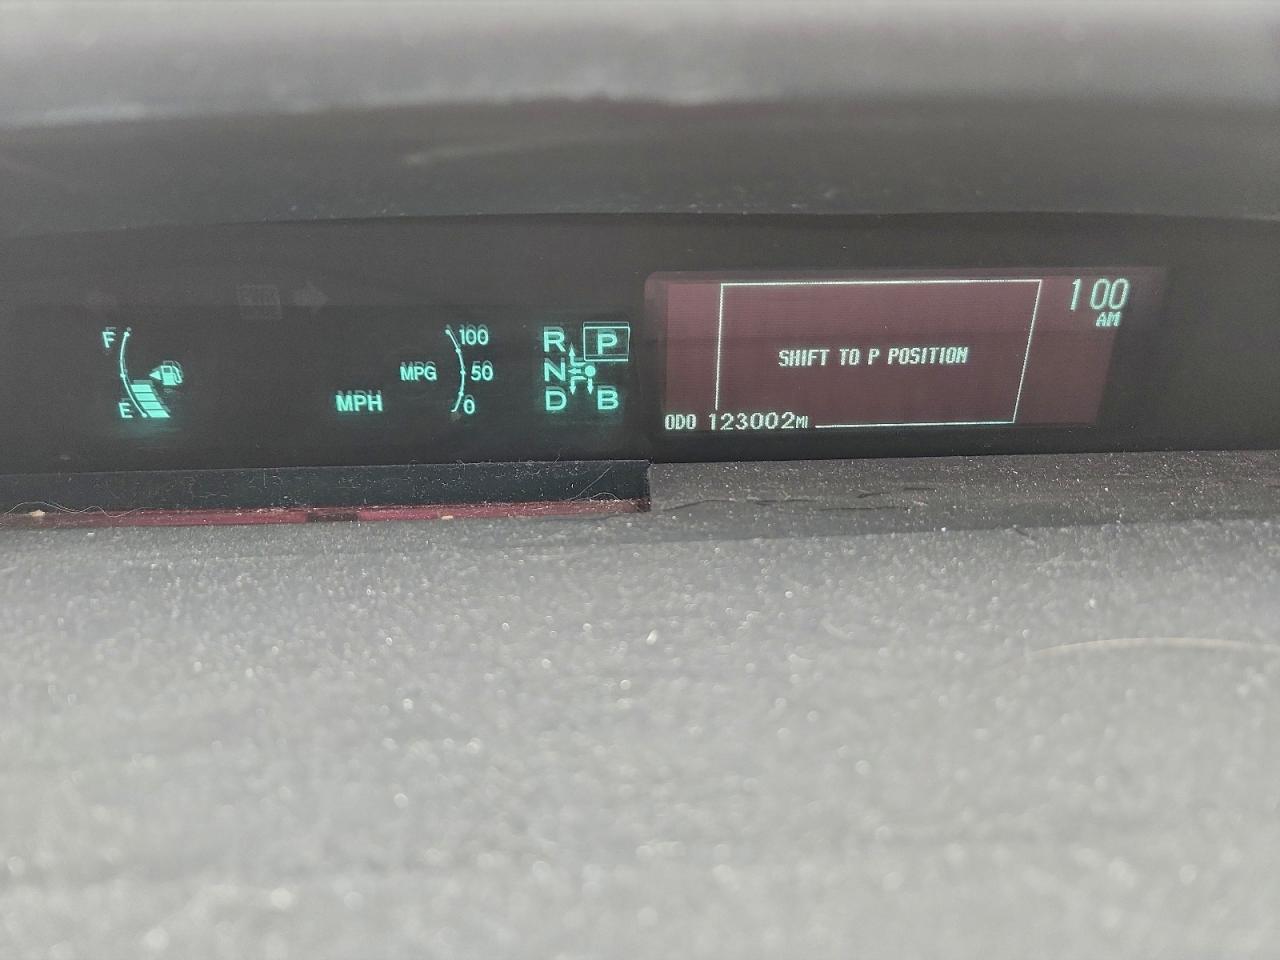 F
E
MPH
MPG
100
50
0
R P
N
D B
SHIFT TO P POSITION
1 00
AM
ODO 123002MI